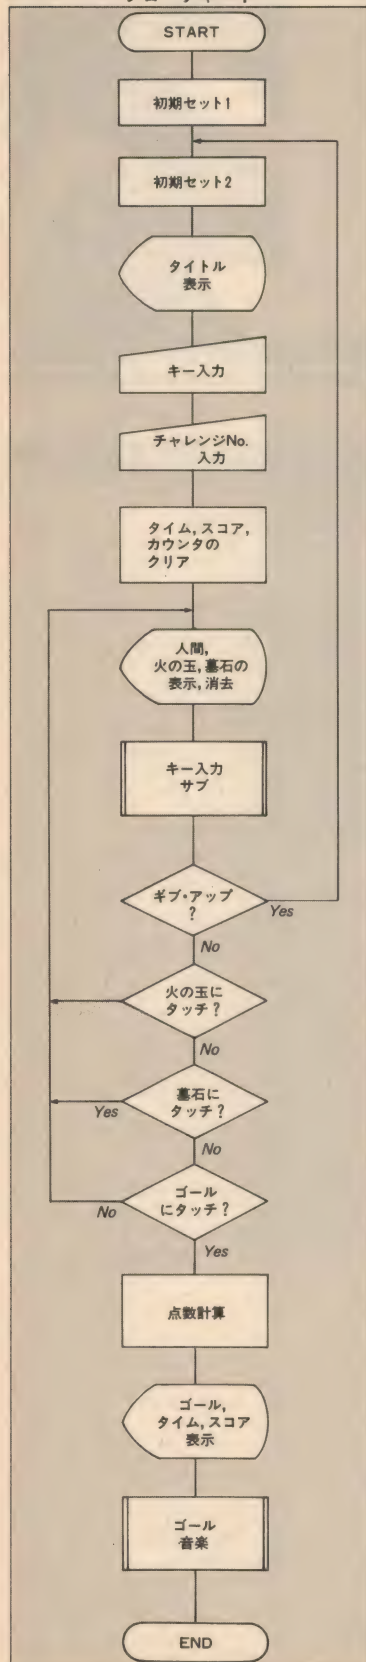 START
初期セット1
初期セット2
タイトル
表示
キー入力
チャレンジNo.
入力
タイム,スコア,
カウンタの
クリア
人間,
火の玉,墓石の
表示,消去
キー入力
サブ
ギブ・アップ
?
Yes
No
火の玉に
タッチ?
No
墓石に
タッチ?
Yes
No
ゴール
にタッチ?
No
Yes
点数計算
ゴール,
タイム,スコア
表示
ゴール
音楽
END